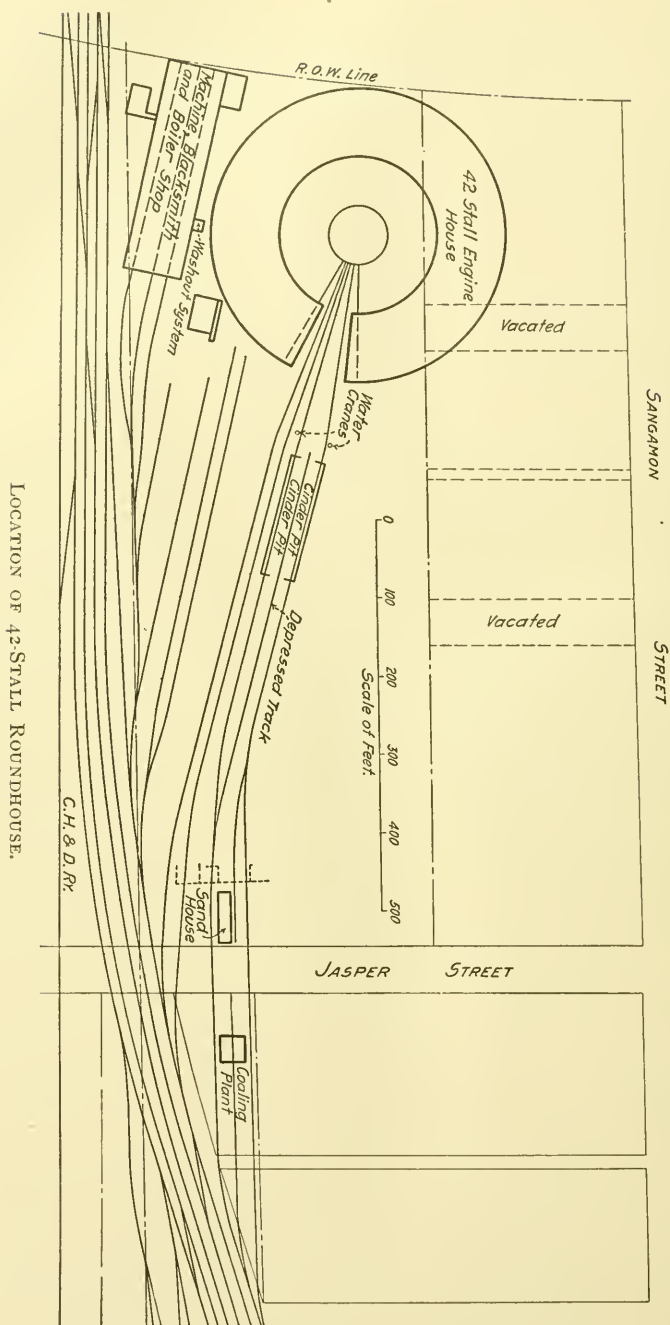 R.O.W. Line
Machine, Blacksmith
and Boiler Shop
Washout System
42 Stall Engine
House
Vacated
SANGAMON STREET
Water
Cranes
Cinder Pit
Cinder Pit
Depressed Track
0 100 200 300 400 500
Scale of Feet.
Vacated
C.H. & D. RY.
Sand
House
JASPER STREET
Coaling
Plant
LOCATION OF 42-STALL ROUNDHOUSE.